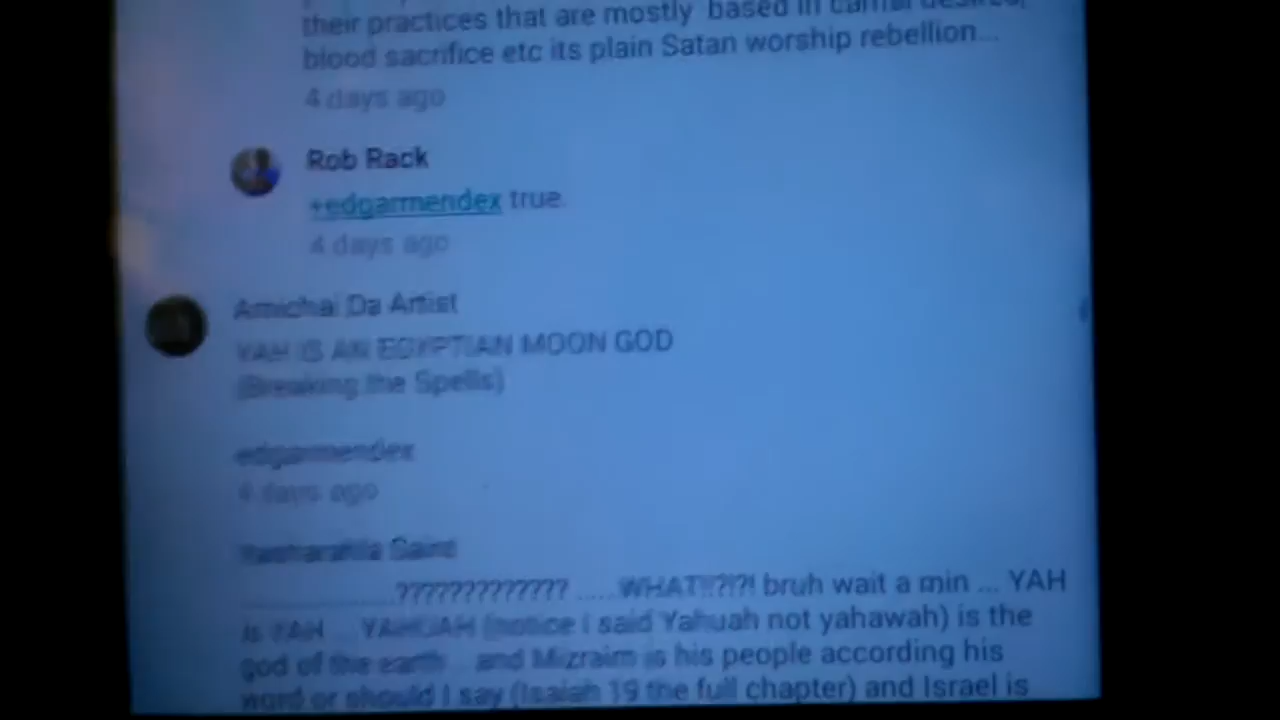 their practices that are mostly based in carnal desires,
blood sacrifice etc its plain Satan worship rebellion...
4 days ago
Rob Rack
+edgarmendex true.
4 days ago
Amichai Da Artist
YAH IS AN EGYPTIAN MOON GOD
(Breaking the Spells)
edgarmendex
4 days ago
Saint
?????????????.....WHAT!!?!?! bruh wait a min ... YAH
is YAH ... YAHUAH (notice I said Yahuah not yahawah) is the
god of the earth .. and Mizraim is his people according his
word or should I say (Isaiah 19 the full chapter) and Israel is